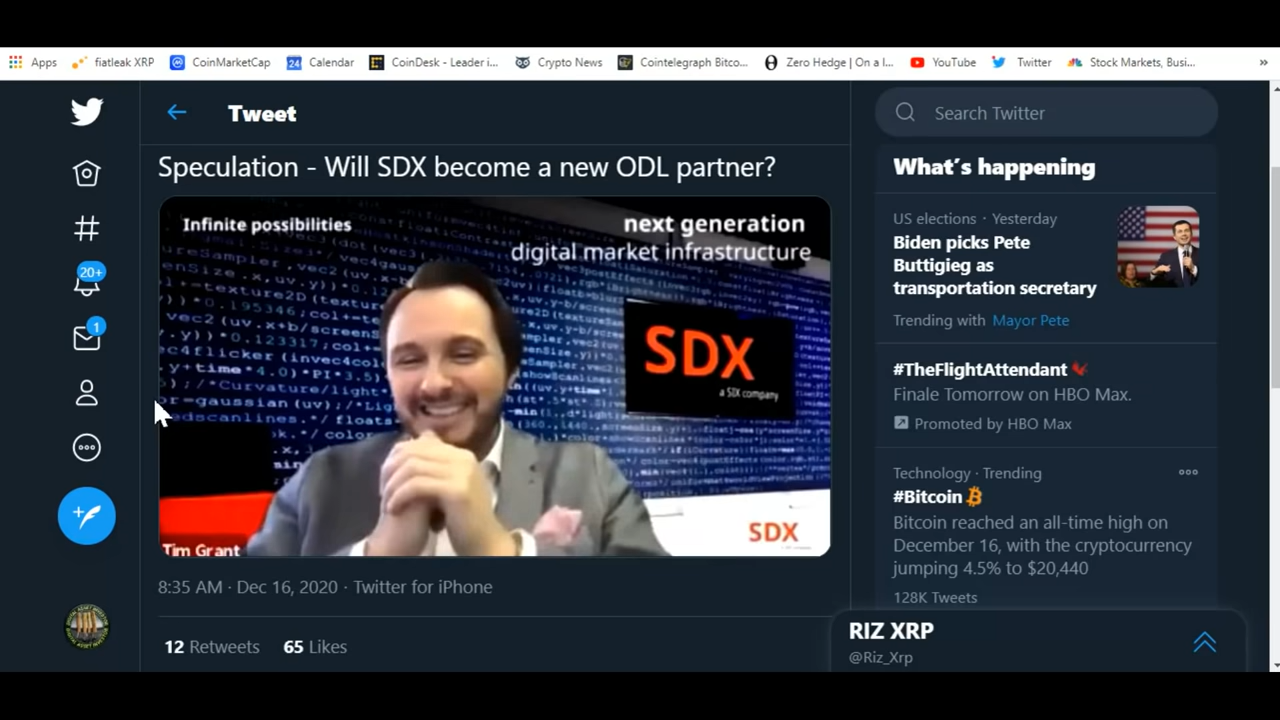 Apps
fiatleak XRP
CoinMarketCap
24
Calendar
CoinDesk - Leader i...
Crypto News
Cointelegraph Bitco...
Zero Hedge | On a l...
YouTube
Twitter
Stock Markets, Busi...
»
Tweet
Search Twitter
Speculation - Will SDX become a new ODL partner?
What's happening
Infinite possibilities
next generation
digital market infrastructure
SDX
a SIX company
SDX
Tim Grant
20+
1
US elections · Yesterday
Biden picks Pete
Buttigieg as
transportation secretary
Trending with Mayor Pete
#TheFlightAttendant
Finale Tomorrow on HBO Max.
Promoted by HBO Max
Technology · Trending
#Bitcoin
Bitcoin reached an all-time high on
December 16, with the cryptocurrency
jumping 4.5% to $20,440
128K Tweets
8:35 AM · Dec 16, 2020 · Twitter for iPhone
12 Retweets 65 Likes
RIZ XRP
@Riz_Xrp